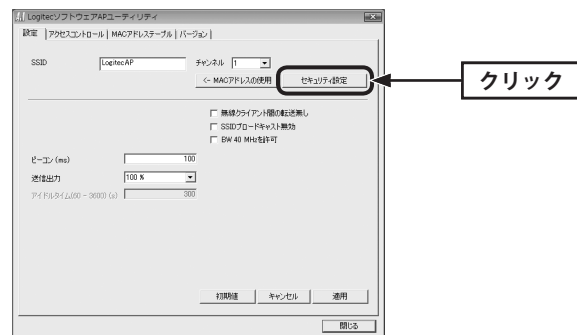 LogitecソフトウェアAPユーティリティ
設定 アクセスコントロール MACアドレステーブル バージョン
SSID LogitecAP チャンネル 1
<- MACアドレスの使用 セキュリティ設定
クリック
無線クライアント間の転送無し
SSIDブロードキャスト無効
BW 40 MHzを許可
ビーコン (ms) 100
送信出力 100 %
アイドルタイム(60 - 3600) (s) 300
初期値 キャンセル 適用
閉じる